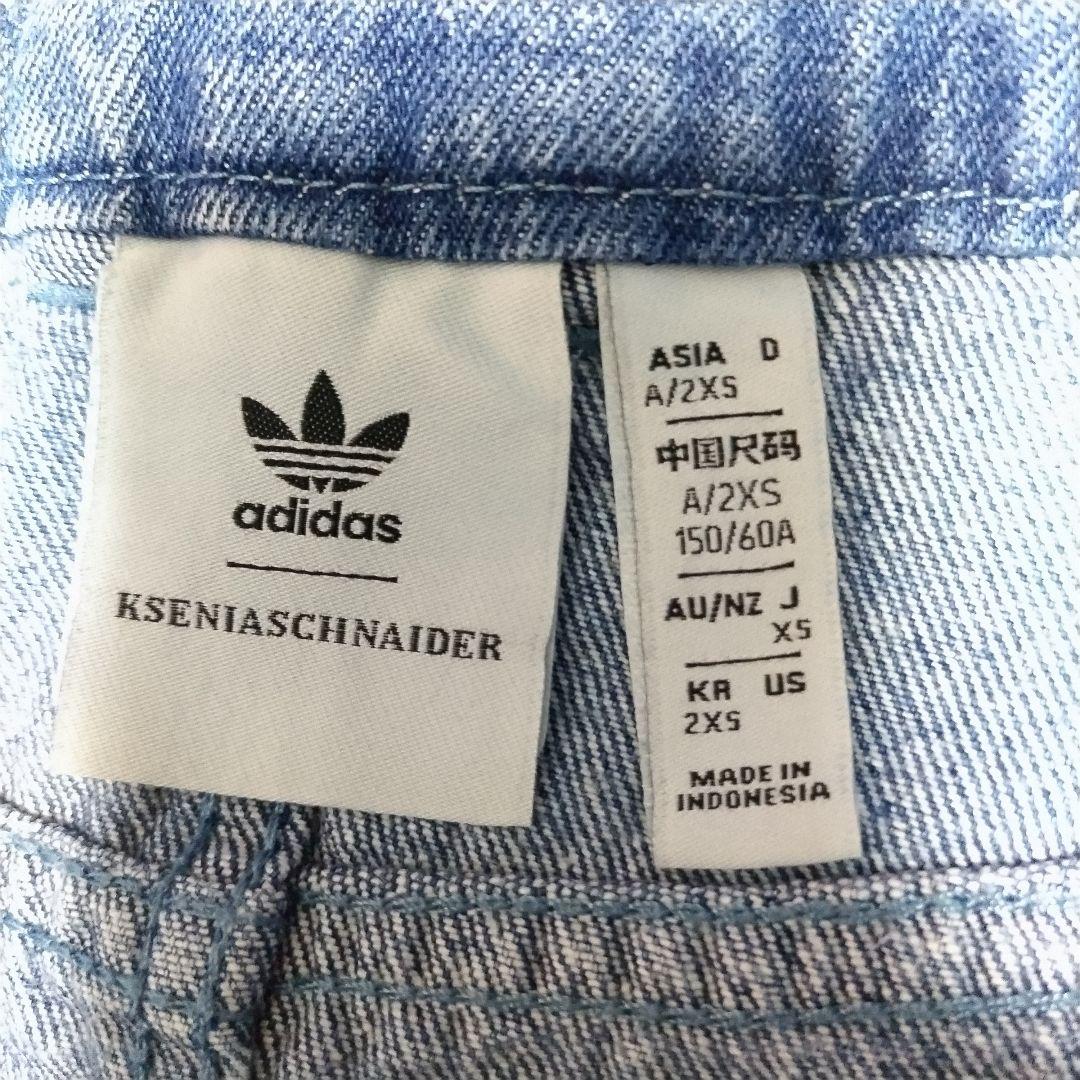 adidas
KSENIASCHNAIDER
ASIA D
A/2XS
中国尺码
A/2XS
150/60A
AU/NZ J
XS
KR US
2XS
MADE IN
INDONESIA